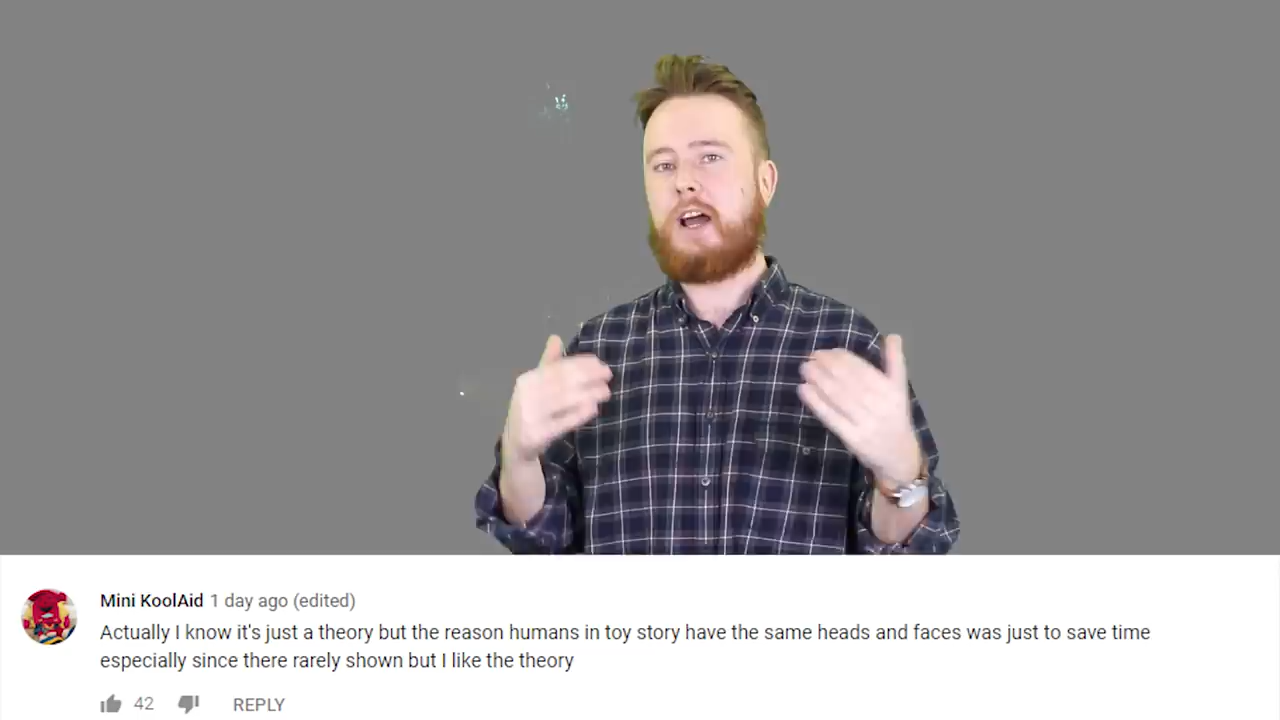 Mini KoolAid 1 day ago (edited)
Actually I know it's just a theory but the reason humans in toy story have the same heads and faces was just to save time
especially since there rarely shown but I like the theory
42 REPLY